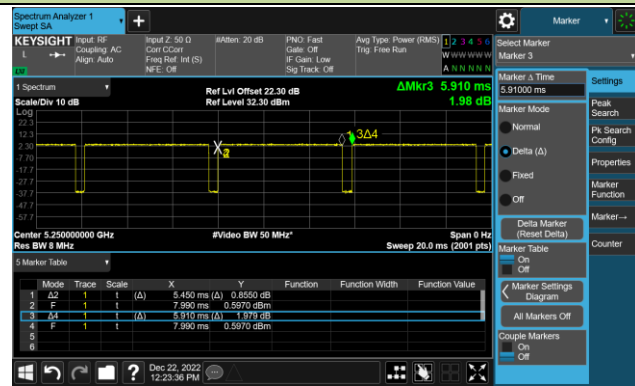 Spectrum Analyzer 1
Swept SA
Marker
KEYSIGHT
Input: RF
Coupling: AC
Align: Auto
Input Z: 50 Ω
Corr CCorr
Freq Ref: Int (S)
NFE: Off
#Atten: 20 dB
PNO: Fast
Gate: Off
IF Gain: Low
Sig Track: Off
Avg Type: Power (RMS)
Trig: Free Run
1 2 3 4 5 6
W W W W W W
A N N N N N
L
Select Marker
Marker 3
1 Spectrum
Scale/Div 10 dB
Ref Lvl Offset 22.30 dB
Ref Level 32.30 dBm
ΔMkr3 5.910 ms
1.98 dB
Log
22.3
12.3
2.30
-7.70
-17.7
-27.7
-37.7
-47.7
-57.7
3Δ4
Center 5.250000000 GHz
Res BW 8 MHz
#Video BW 50 MHz*
Span 0 Hz
Sweep 20.0 ms (2001 pts)
5 Marker Table
Mode Trace Scale X Y Function Function Width Function Value
1 Δ2 1 t (Δ) 5.450 ms (Δ) 0.8550 dB
2 F 1 t 7.990 ms 0.5970 dBm
3 Δ4 1 t (Δ) 5.910 ms (Δ) 1.979 dB
4 F 1 t 7.990 ms 0.5970 dBm
5
6
Marker Δ Time
5.91000 ms
Marker Mode
Normal
Delta (Δ)
Fixed
Off
Delta Marker
(Reset Delta)
Marker Table
On
Off
Marker Settings
Diagram
All Markers Off
Couple Markers
On
Off
Settings
Peak
Search
Pk Search
Config
Properties
Marker
Function
Marker→
Counter
?
Dec 22, 2022
12:23:36 PM